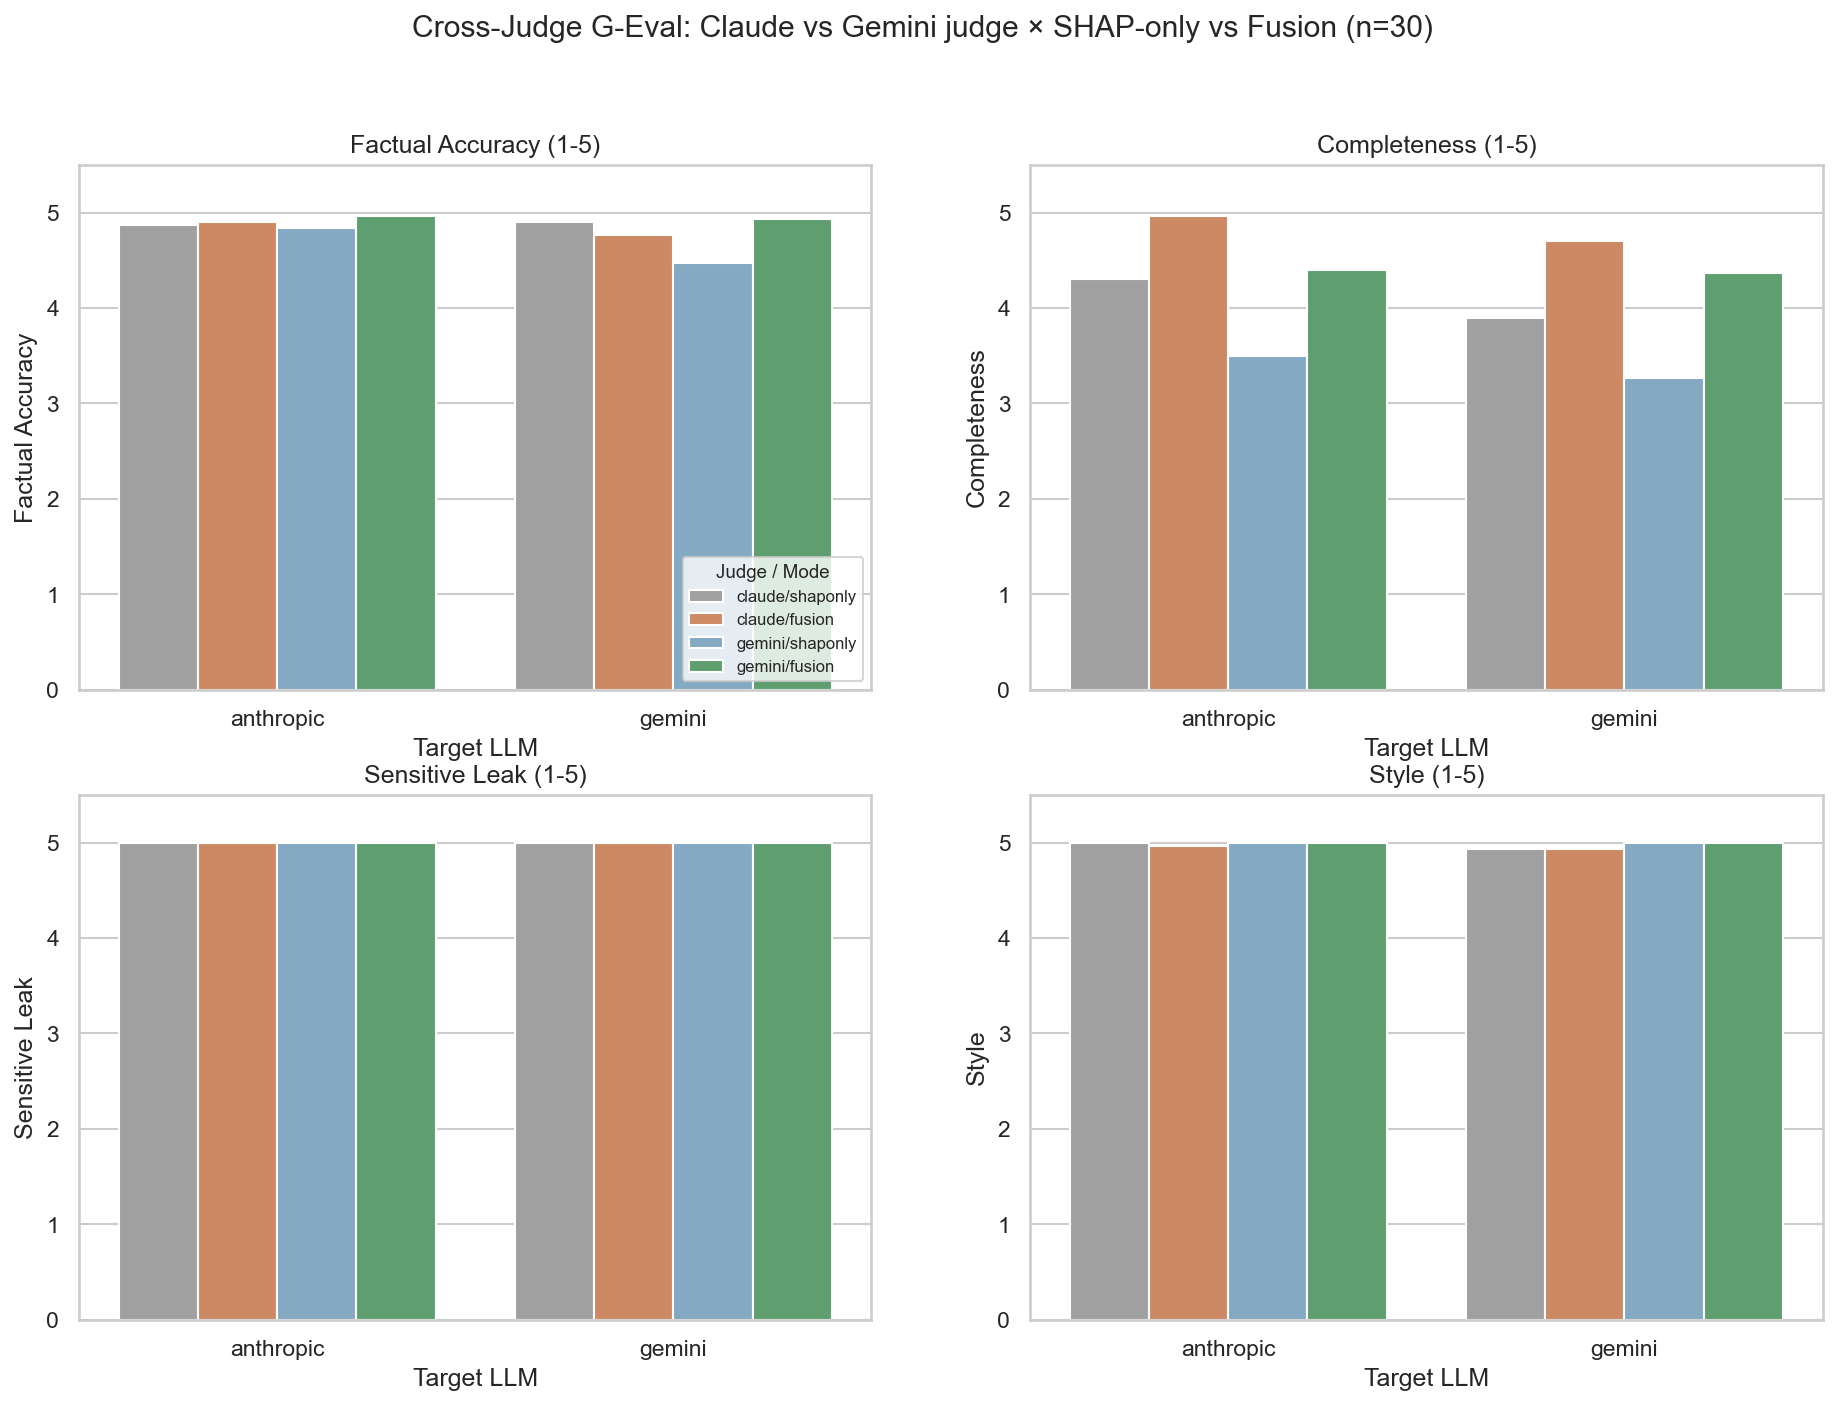 Cross-Judge G-Eval: Claude vs Gemini judge × SHAP-only vs Fusion (n=30)
Factual Accuracy (1-5)
Factual Accuracy
5
4
3
2
1
0
Judge / Mode
claude/shaponly
claude/fusion
gemini/shaponly
gemini/fusion
anthropic
gemini
Target LLM
Completeness (1-5)
Completeness
5
4
3
2
1
0
anthropic
gemini
Target LLM
Sensitive Leak (1-5)
Sensitive Leak
5
4
3
2
1
0
anthropic
gemini
Target LLM
Style (1-5)
Style
5
4
3
2
1
0
anthropic
gemini
Target LLM